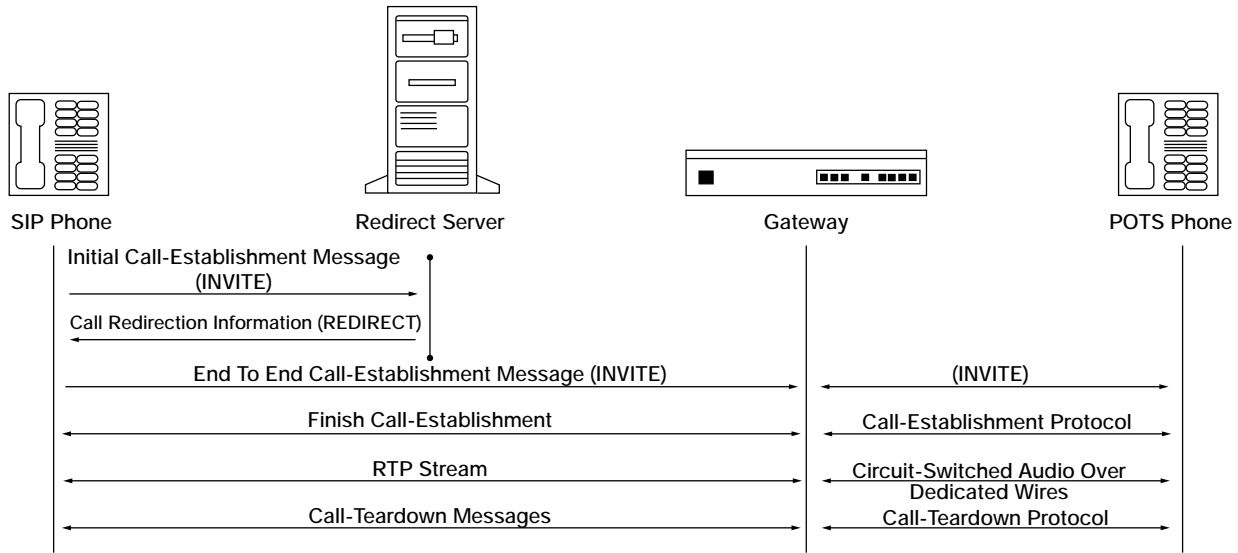 SIP Phone
Redirect Server
Gateway
POTS Phone
Initial Call-Establishment Message
(INVITE)
Call Redirection Information (REDIRECT)
End To End Call-Establishment Message (INVITE)
(INVITE)
Finish Call-Establishment
Call-Establishment Protocol
RTP Stream
Circuit-Switched Audio Over
Dedicated Wires
Call-Teardown Messages
Call-Teardown Protocol